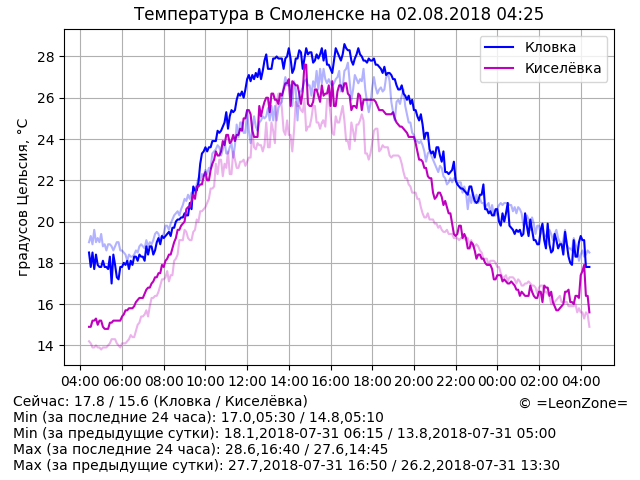 Температура в Смоленске на 02.08.2018 04:25
градусов Цельсия, °C
28
26
24
22
20
18
16
14
Кловка
Киселёвка
04:00 06:00 08:00 10:00 12:00 14:00 16:00 18:00 20:00 22:00 00:00 02:00 04:00
Сейчас: 17.8 / 15.6 (Кловка / Киселёвка)
© =LeonZone=
Min (за последние 24 часа): 17.0,05:30 / 14.8,05:10
Min (за предыдущие сутки): 18.1,2018-07-31 06:15 / 13.8,2018-07-31 05:00
Max (за последние 24 часа): 28.6,16:40 / 27.6,14:45
Max (за предыдущие сутки): 27.7,2018-07-31 16:50 / 26.2,2018-07-31 13:30